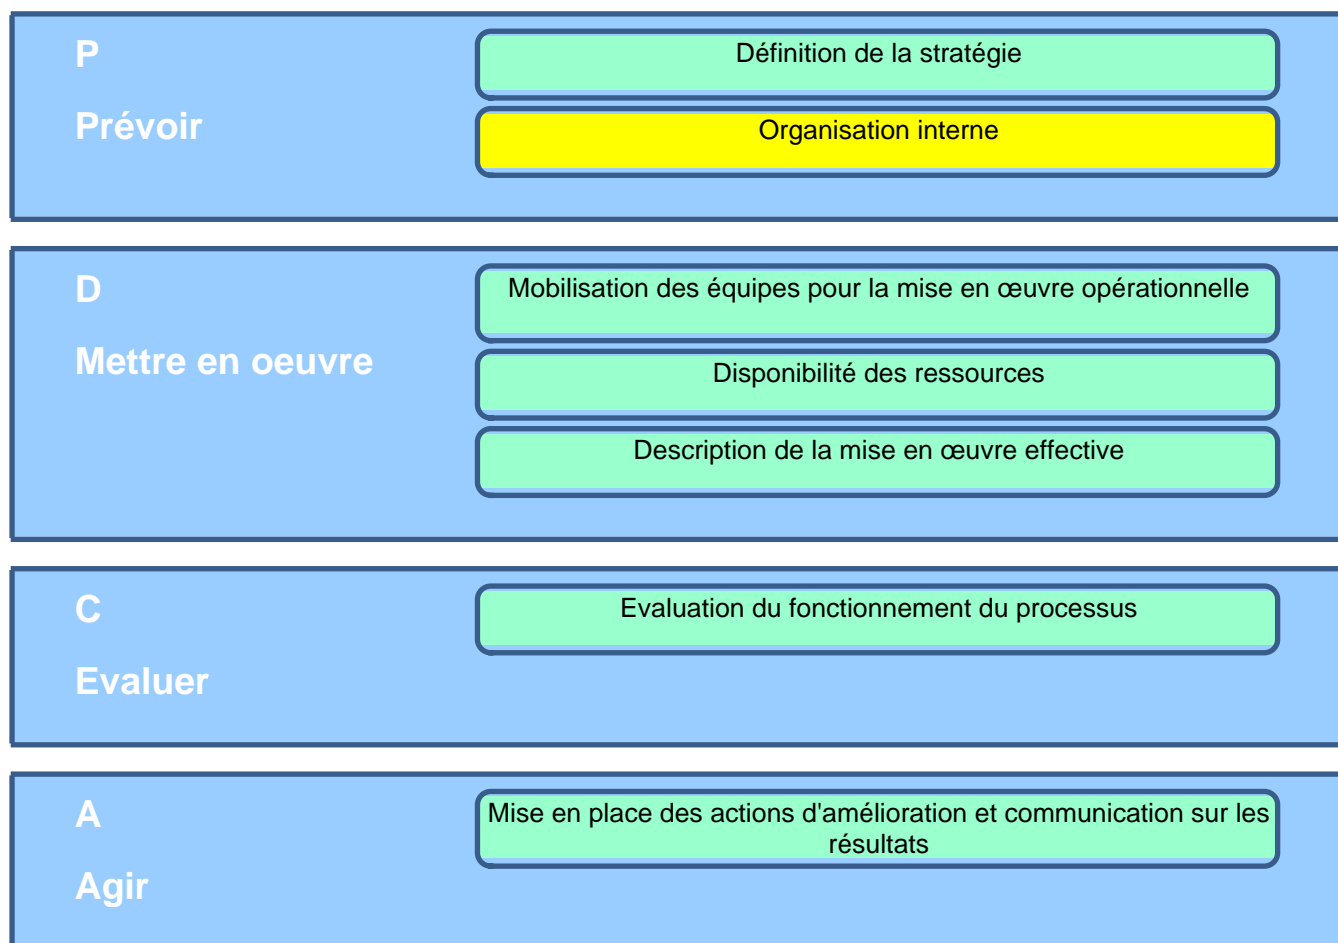 P
Prévoir
Définition de la stratégie
Organisation interne
D
Mettre en oeuvre
Mobilisation des équipes pour la mise en œuvre opérationnelle
Disponibilité des ressources
Description de la mise en œuvre effective
C
Evaluer
Evaluation du fonctionnement du processus
A
Agir
Mise en place des actions d'amélioration et communication sur les
résultats